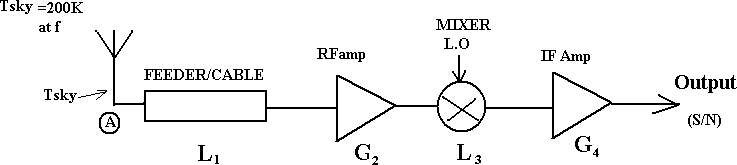 Tsky =200K
at f
Tsky
A
FEEDER/CABLE
L1
RFamp
G2
MIXER
L.O
L3
IF Amp
G4
Output
(S/N)